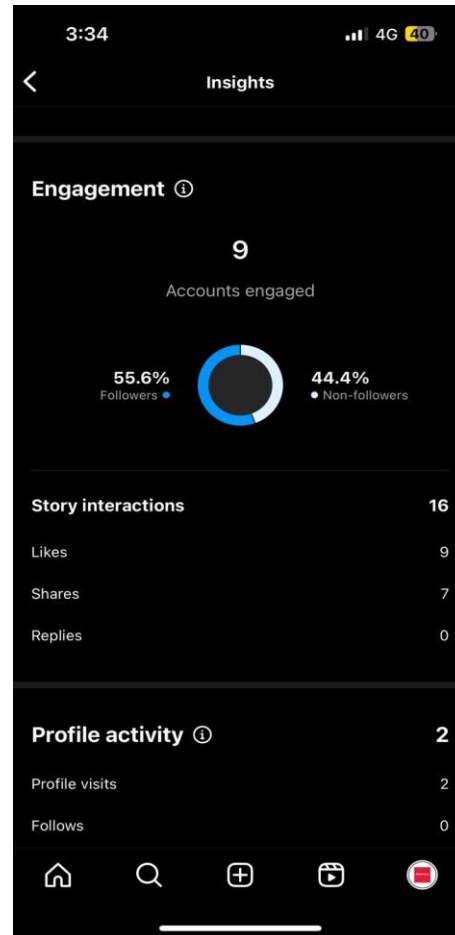 3:34 4G 40
Insights
Engagement
9
Accounts engaged
55.6% 44.4%
Followers Non-followers
Story interactions 16
Likes 9
Shares 7
Replies 0
Profile activity 2
Profile visits 2
Follows 0